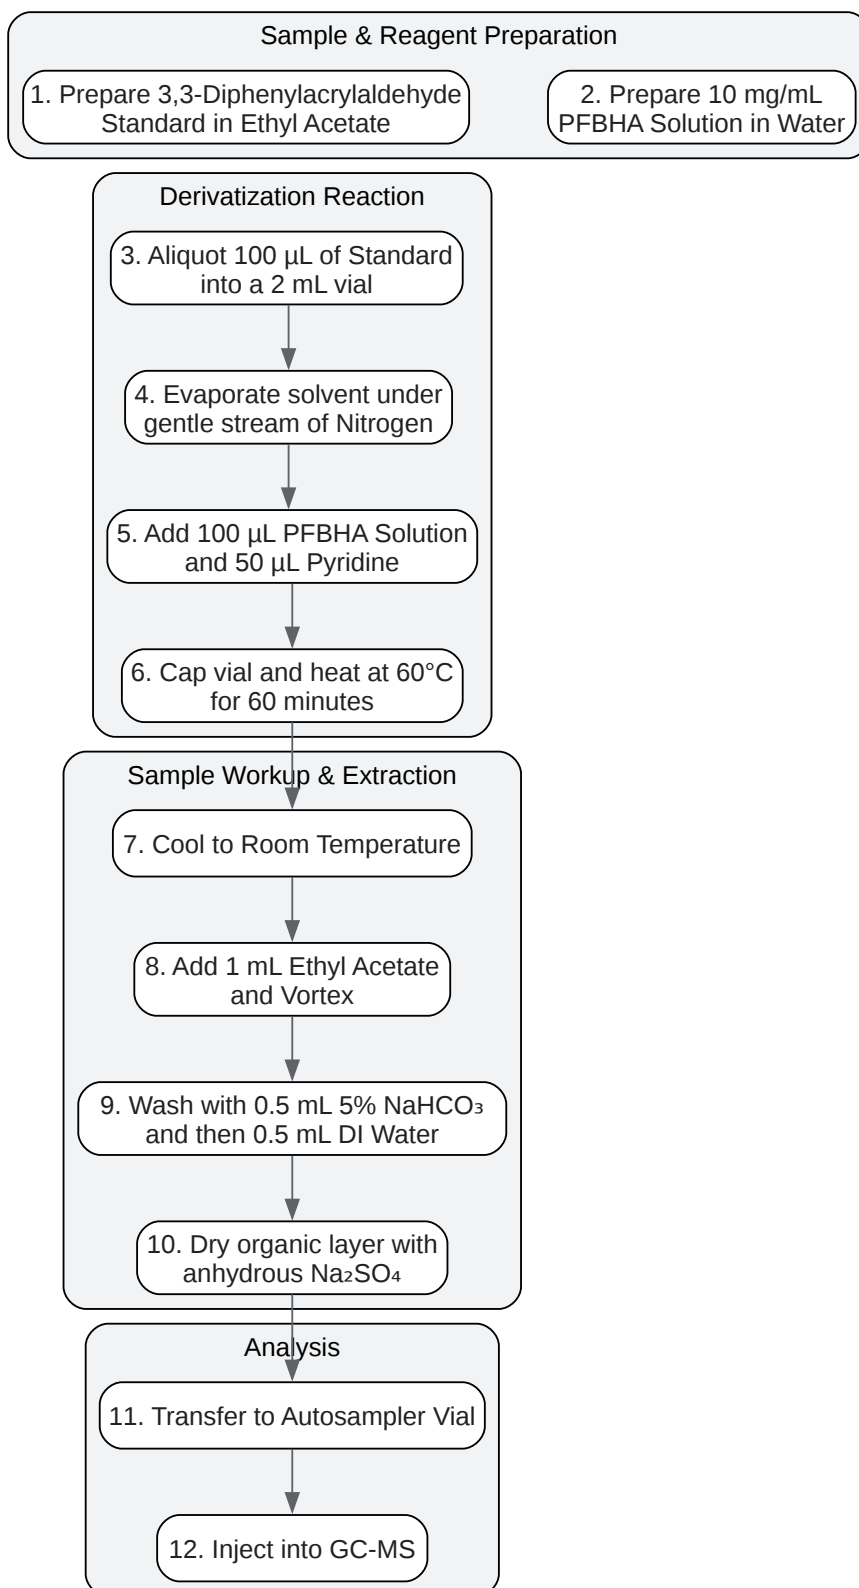 Sample & Reagent Preparation
1. Prepare 3,3-Diphenylacrylaldehyde
Standard in Ethyl Acetate
2. Prepare 10 mg/mL
PFBHA Solution in Water
Derivatization Reaction
3. Aliquot 100 µL of Standard
into a 2 mL vial
4. Evaporate solvent under
gentle stream of Nitrogen
5. Add 100 µL PFBHA Solution
and 50 µL Pyridine
6. Cap vial and heat at 60°C
for 60 minutes
Sample Workup & Extraction
7. Cool to Room Temperature
8. Add 1 mL Ethyl Acetate
and Vortex
9. Wash with 0.5 mL 5% NaHCO₃
and then 0.5 mL DI Water
10. Dry organic layer with
anhydrous Na₂SO₄
Analysis
11. Transfer to Autosampler Vial
12. Inject into GC-MS